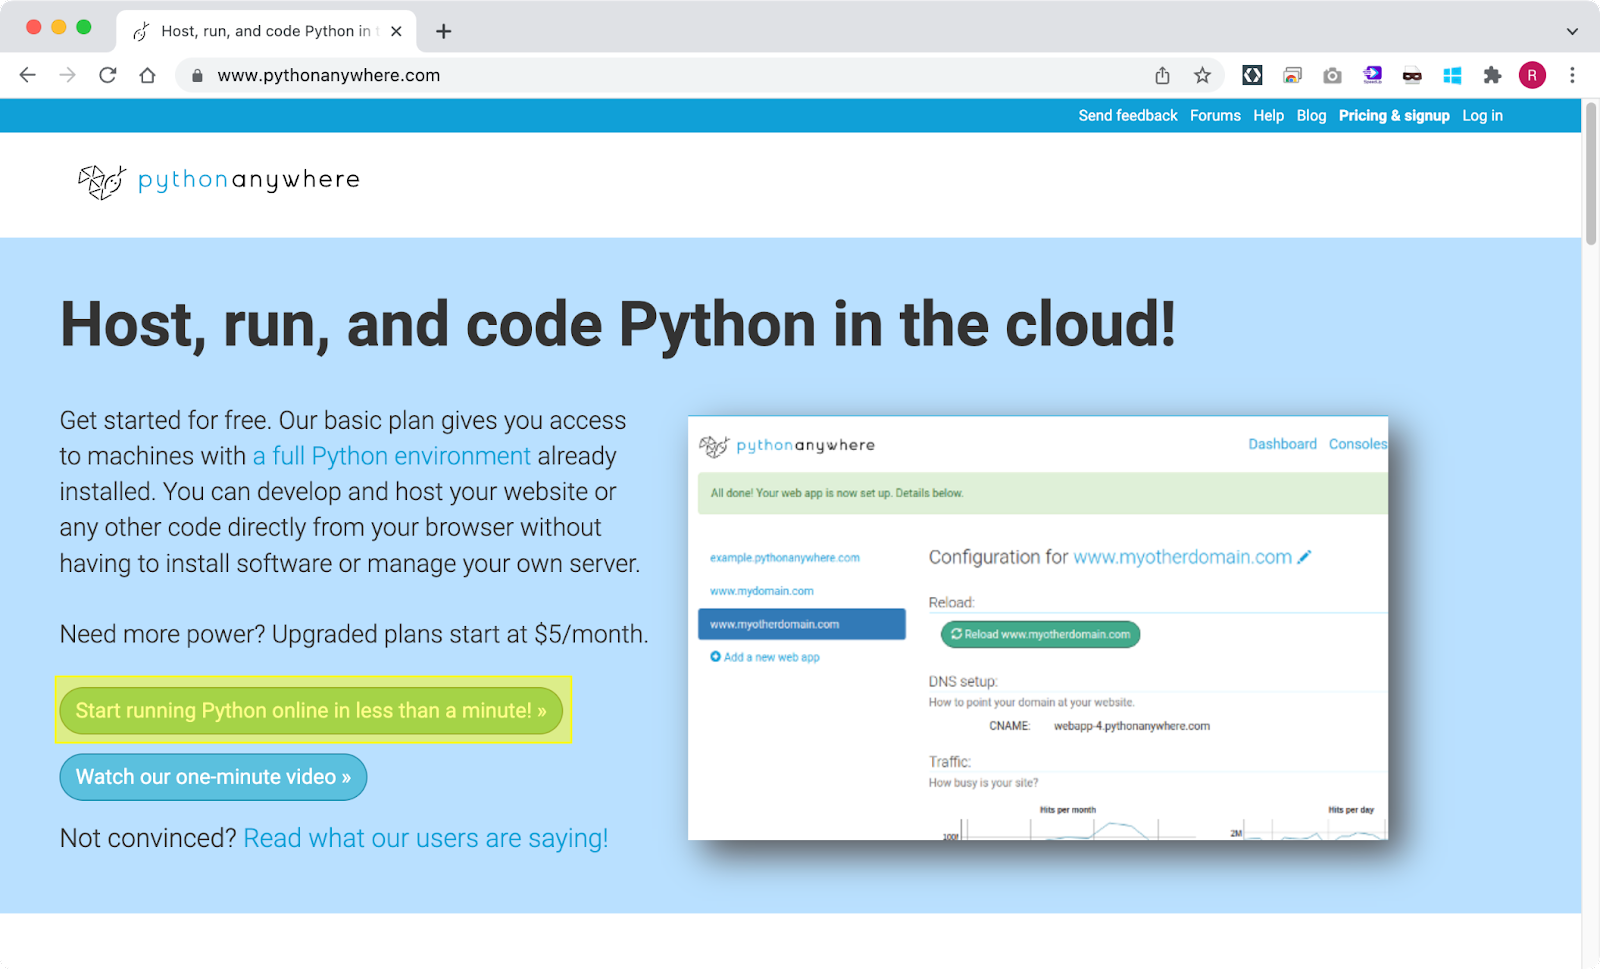 Host, run, and code Python in t
www.pythonanywhere.com
R
Send feedback Forums Help Blog Pricing & signup Log in
pythonanywhere
Host, run, and code Python in the cloud!
Get started for free. Our basic plan gives you access
to machines with a full Python environment already
installed. You can develop and host your website or
any other code directly from your browser without
having to install software or manage your own server.
Need more power? Upgraded plans start at $5/month.
Start running Python online in less than a minute! »
Watch our one-minute video »
Not convinced? Read what our users are saying!
pythonanywhere
Dashboard Consoles
All done! Your web app is now set up. Details below.
example.pythonanywhere.com
www.mydomain.com
www.myotherdomain.com
Add a new web app
Configuration for www.myotherdomain.com
Reload:
Reload www.myotherdomain.com
DNS setup:
How to point your domain at your website.
CNAME: webapp-4.pythonanywhere.com
Traffic:
How busy is your site?
Hits per month Hits per day
2M